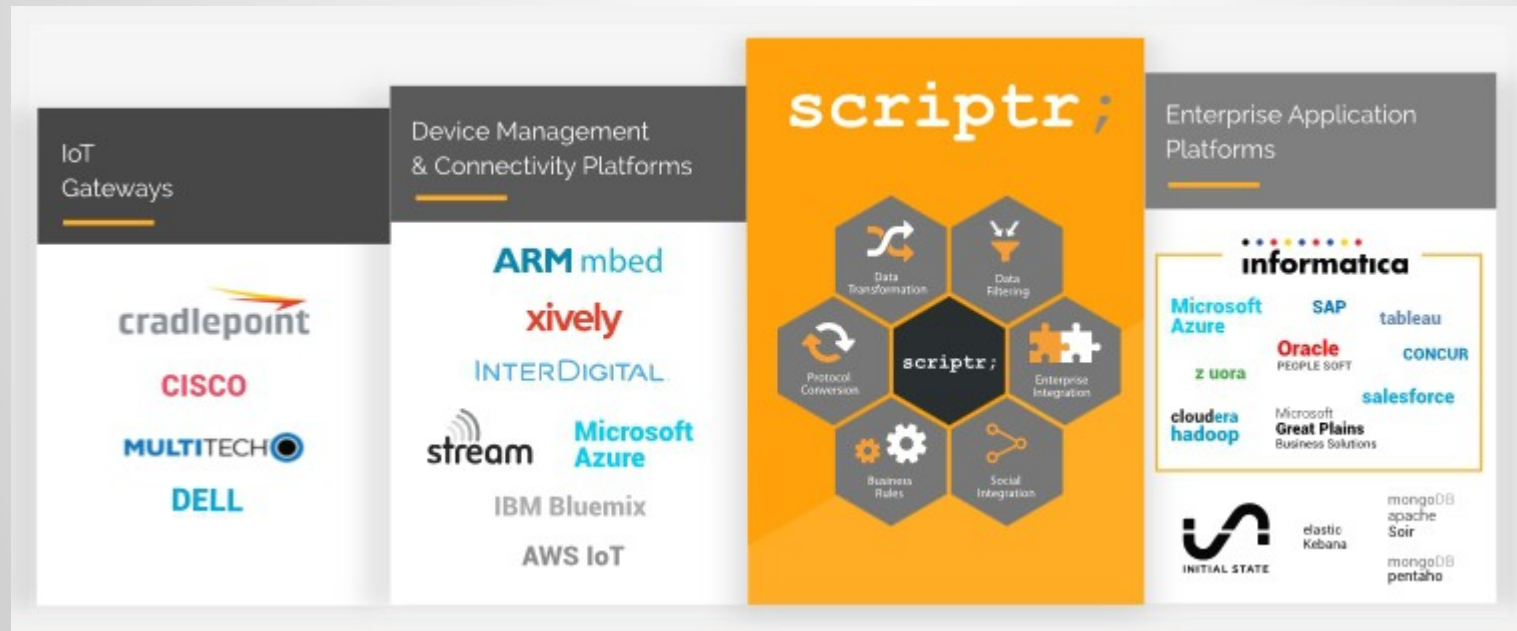 IoT
Gateways
cradlepoint
CISCO
MULTITECH
DELL
Device Management
& Connectivity Platforms
ARM mbed
xively
INTERDIGITAL
stream
Microsoft
Azure
IBM Bluemix
AWS IoT
scriptr;
Data
Transformation
Data
Filtering
Protocol
Conversion
scriptr;
Enterprise
Integration
Business
Rules
Social
Integration
Enterprise Application
Platforms
informatica
Microsoft
Azure
SAP
tableau
Oracle
PEOPLE SOFT
CONCUR
z uora
salesforce
cloudera
hadoop
Microsoft
Great Plains
Business Solutions
INITIAL STATE
elastic
Kebana
mongoDB
apache
Soir
mongoDB
pentaho